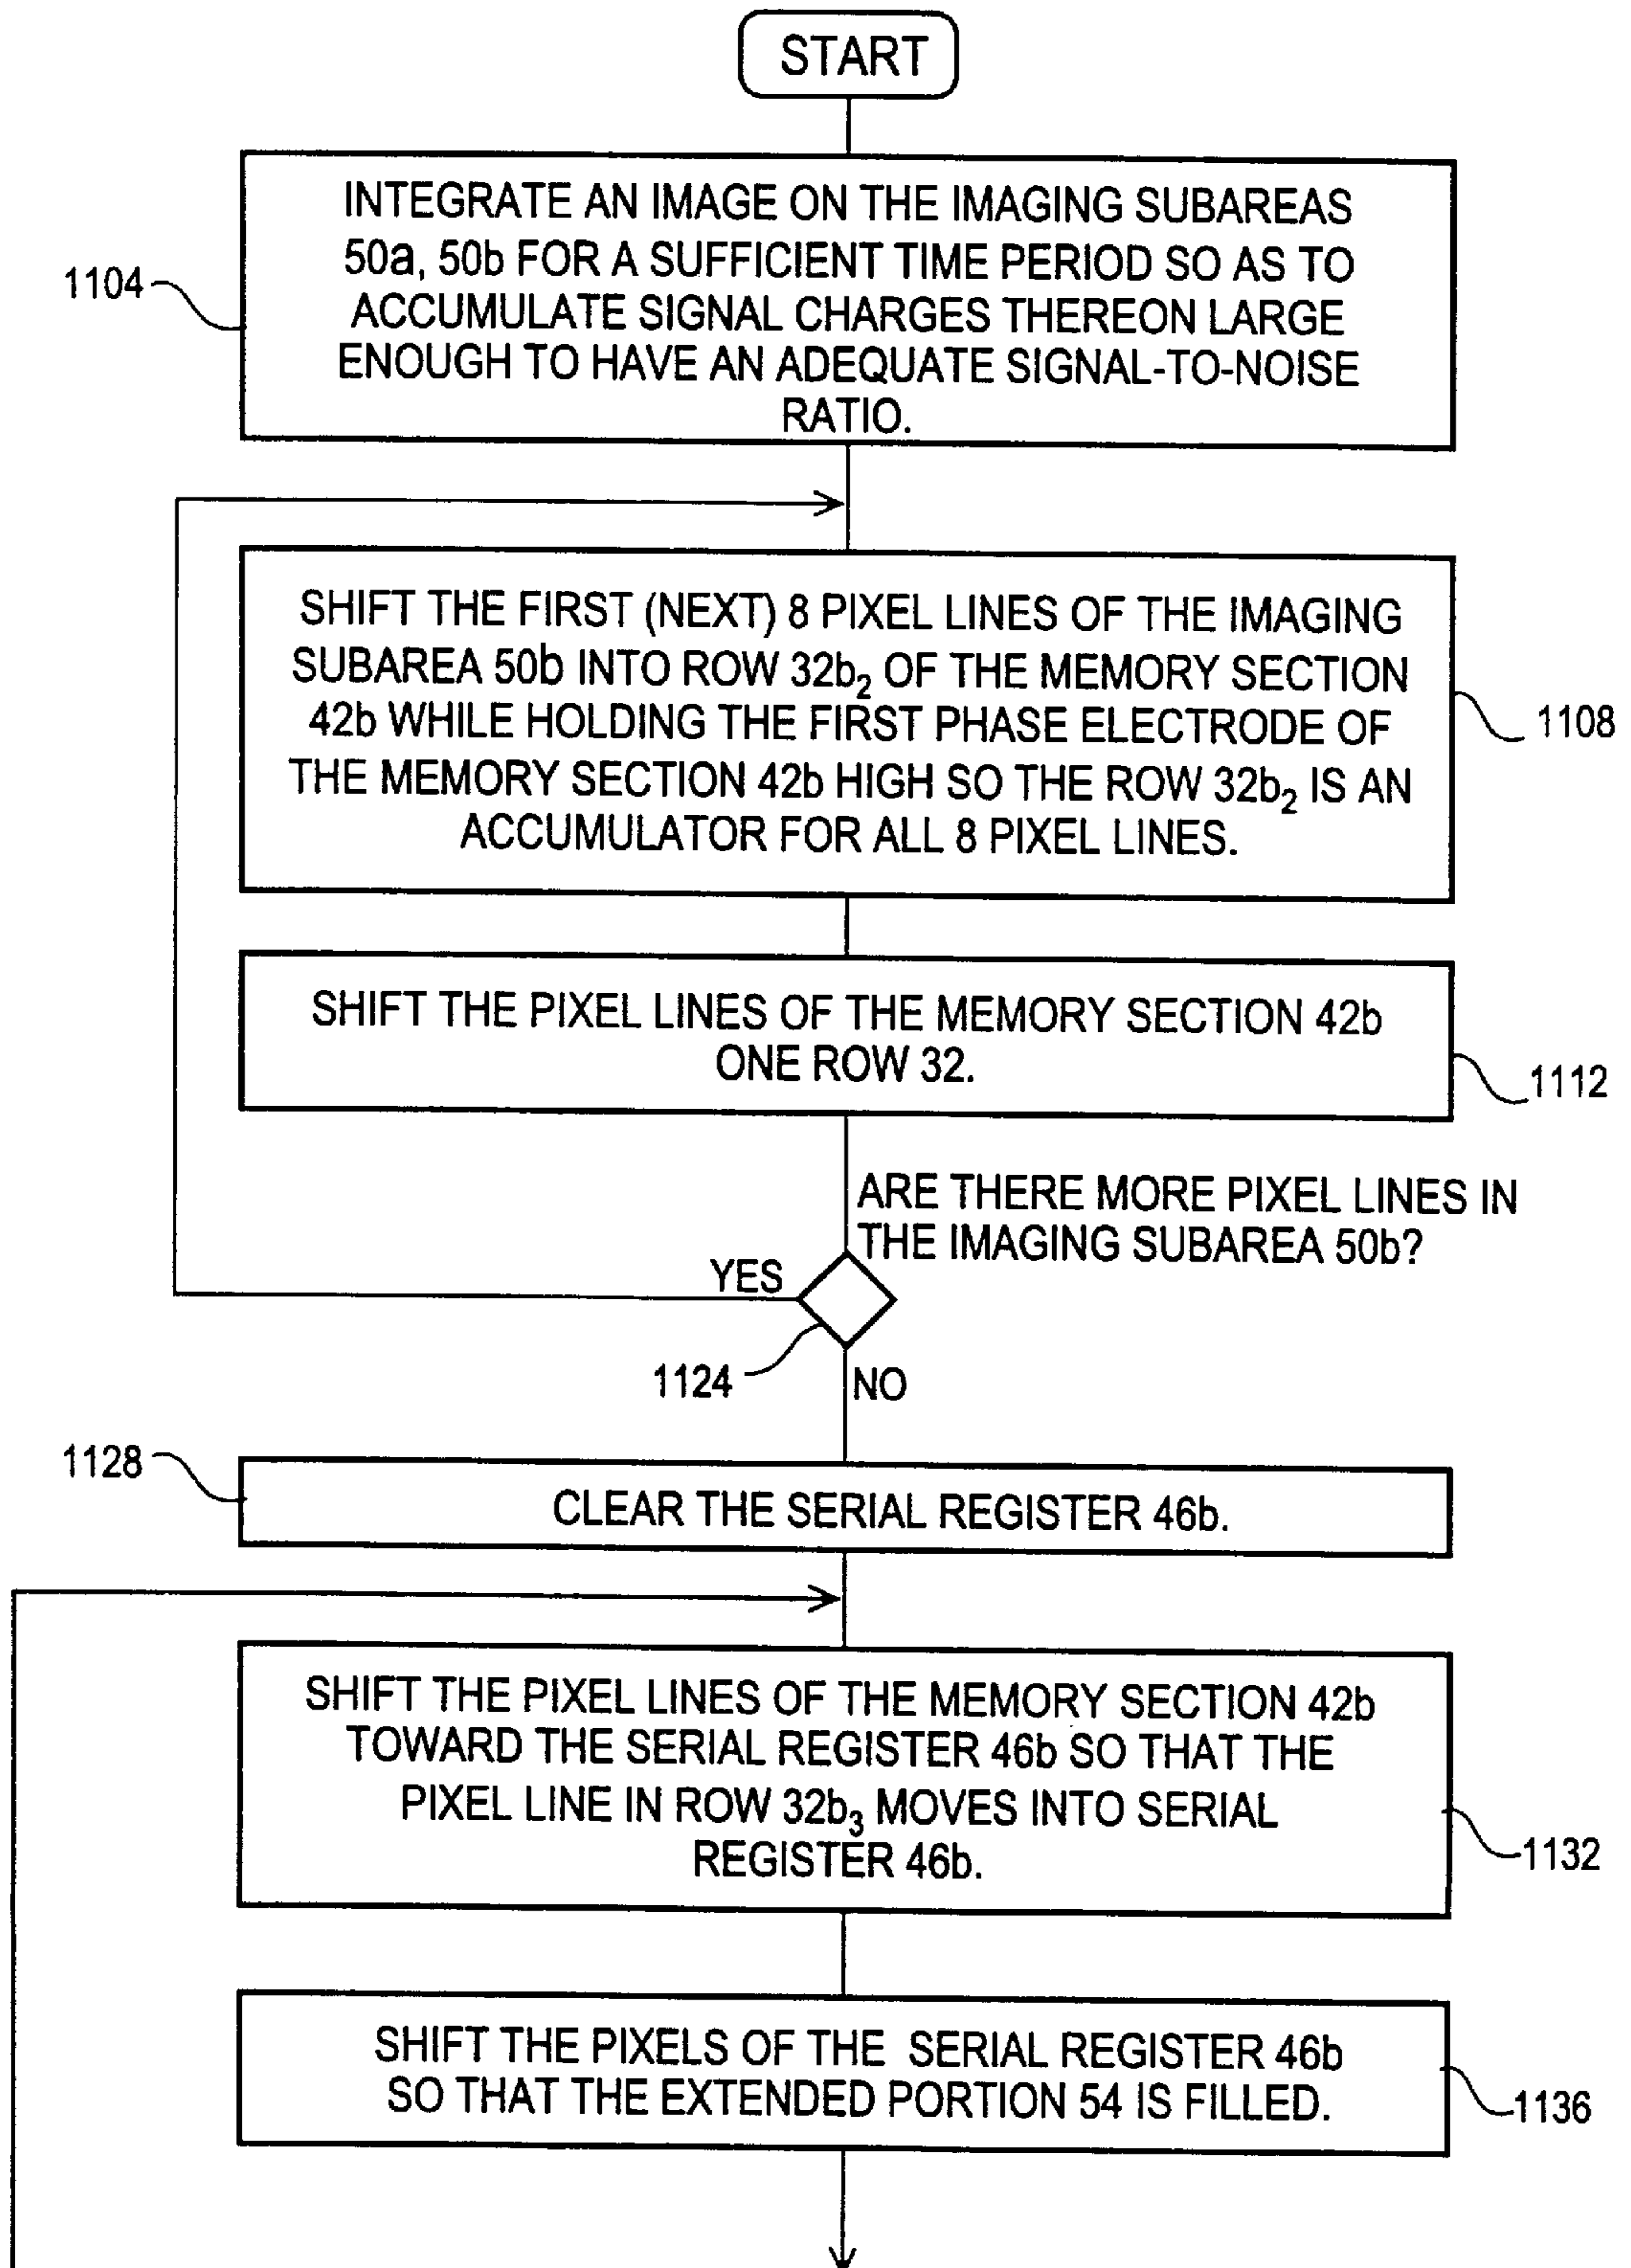 START
INTEGRATE AN IMAGE ON THE IMAGING SUBAREAS
50a, 50b FOR A SUFFICIENT TIME PERIOD SO AS TO
ACCUMULATE SIGNAL CHARGES THEREON LARGE
ENOUGH TO HAVE AN ADEQUATE SIGNAL-TO-NOISE
RATIO.
1104
SHIFT THE FIRST (NEXT) 8 PIXEL LINES OF THE IMAGING
SUBAREA 50b INTO ROW 32b₂ OF THE MEMORY SECTION
42b WHILE HOLDING THE FIRST PHASE ELECTRODE OF
THE MEMORY SECTION 42b HIGH SO THE ROW 32b₂ IS AN
ACCUMULATOR FOR ALL 8 PIXEL LINES.
1108
SHIFT THE PIXEL LINES OF THE MEMORY SECTION 42b
ONE ROW 32.
1112
ARE THERE MORE PIXEL LINES IN
THE IMAGING SUBAREA 50b?
YES
1124
NO
1128
CLEAR THE SERIAL REGISTER 46b.
SHIFT THE PIXEL LINES OF THE MEMORY SECTION 42b
TOWARD THE SERIAL REGISTER 46b SO THAT THE
PIXEL LINE IN ROW 32b₃ MOVES INTO SERIAL
REGISTER 46b.
1132
SHIFT THE PIXELS OF THE SERIAL REGISTER 46b
SO THAT THE EXTENDED PORTION 54 IS FILLED.
1136